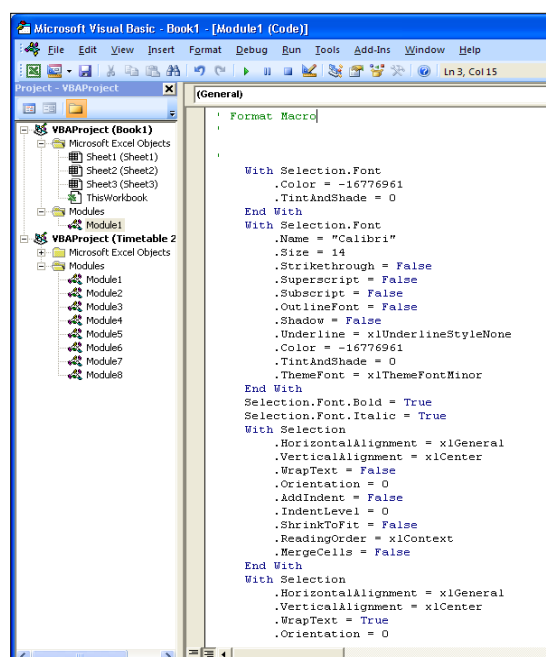 Microsoft Visual Basic - Book1 - [Module1 (Code)]
File Edit View Insert Format Debug Run Tools Add-Ins Window Help
Ln 3, Col 15
Project - VBAProject
(General)
VBAProject (Book1)
Microsoft Excel Objects
Sheet1 (Sheet1)
Sheet2 (Sheet2)
Sheet3 (Sheet3)
ThisWorkbook
Modules
Module1
VBAProject (Timetable 2
Microsoft Excel Objects
Modules
Module1
Module2
Module3
Module4
Module5
Module6
Module7
Module8
' Format Macro
'
'
With Selection.Font
.Color = -16776961
.TintAndShade = 0
End With
With Selection.Font
.Name = "Calibri"
.Size = 14
.Strikethrough = False
.Superscript = False
.Subscript = False
.OutlineFont = False
.Shadow = False
.Underline = xlUnderlineStyleNone
.Color = -16776961
.TintAndShade = 0
.ThemeFont = xlThemeFontMinor
End With
Selection.Font.Bold = True
Selection.Font.Italic = True
With Selection
.HorizontalAlignment = xlGeneral
.VerticalAlignment = xlCenter
.WrapText = False
.Orientation = 0
.AddIndent = False
.IndentLevel = 0
.ShrinkToFit = False
.ReadingOrder = xlContext
.MergeCells = False
End With
With Selection
.HorizontalAlignment = xlGeneral
.VerticalAlignment = xlCenter
.WrapText = True
.Orientation = 0